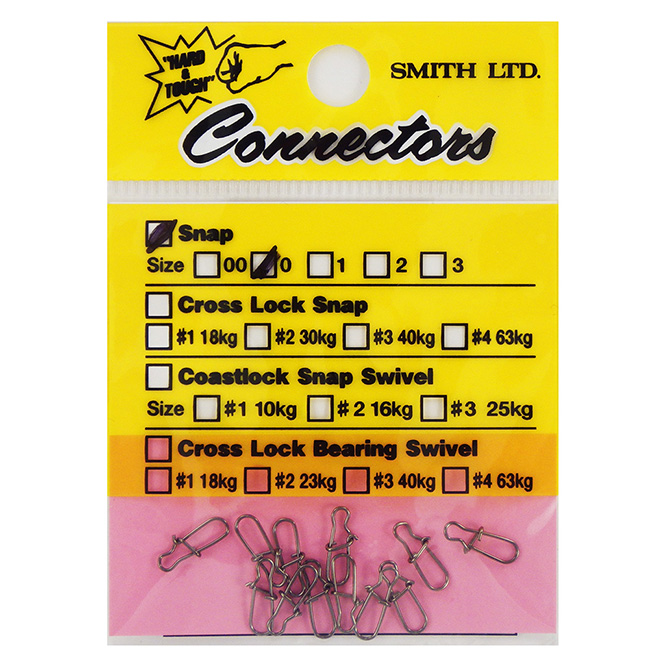 "HARD
&
TOUGH"
SMITH LTD.
Connectors
Snap
Size 00 0 1 2 3
Cross Lock Snap
#1 18kg #2 30kg #3 40kg #4 63kg
Coastlock Snap Swivel
Size #1 10kg #2 16kg #3 25kg
Cross Lock Bearing Swivel
#1 18kg #2 23kg #3 40kg #4 63kg